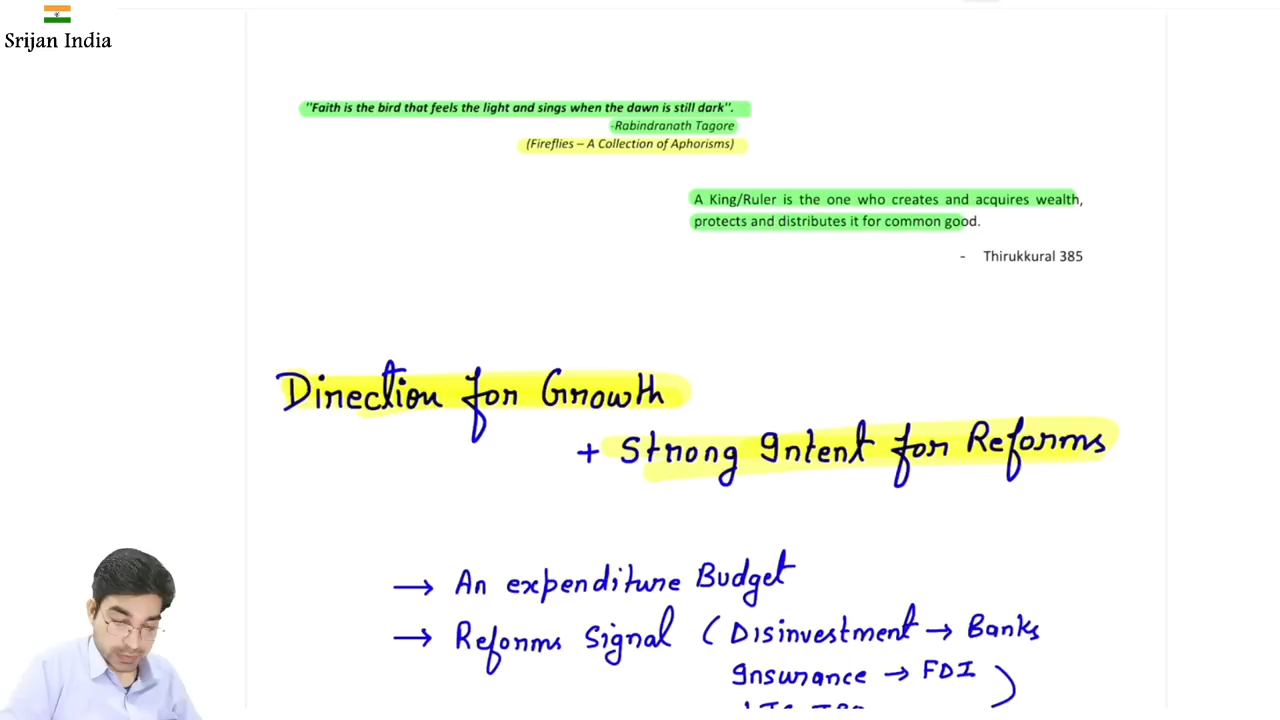 Srijan India
"Faith is the bird that feels the light and sings when the dawn is still dark".
-Rabindranath Tagore
(Fireflies – A Collection of Aphorisms)
A King/Ruler is the one who creates and acquires wealth,
protects and distributes it for common good.
- Thirukkural 385
Direction for Growth
+ Strong Intent for Reforms
→ An expenditure Budget
→ Reforms Signal ( Disinvestment → Banks
Insurance → FDI )